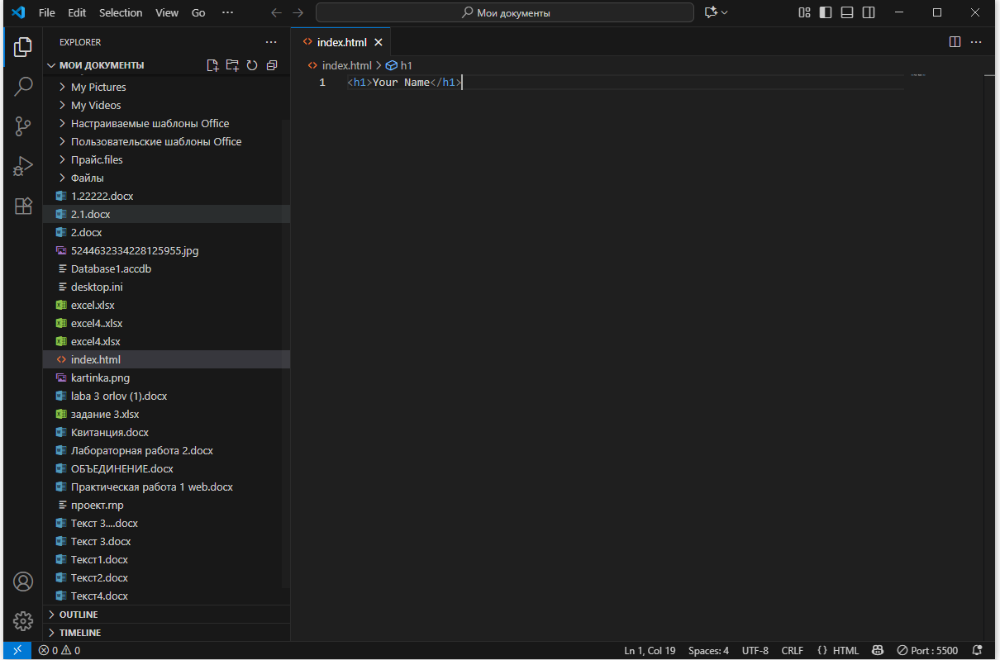 File Edit Selection View Go ···
Мои документы
EXPLORER ···
МОИ ДОКУМЕНТЫ
My Pictures
My Videos
Настраиваемые шаблоны Office
Пользовательские шаблоны Office
Прайс.files
Файлы
1.22222.docx
2.1.docx
2.docx
5244632334228125955.jpg
Database1.accdb
desktop.ini
excel.xlsx
excel4..xlsx
excel4.xlsx
index.html
kartinka.png
laba 3 orlov (1).docx
задание 3.xlsx
Квитанция.docx
Лабораторная работа 2.docx
ОБЪЕДИНЕНИЕ.docx
Практическая работа 1 web.docx
проект.rnp
Текст 3....docx
Текст 3.docx
Текст1.docx
Текст2.docx
Текст4.docx
OUTLINE
TIMELINE
index.html
index.html > h1
1 <h1>Your Name</h1>
0 0 Ln 1, Col 19 Spaces: 4 UTF-8 CRLF {} HTML Port : 5500